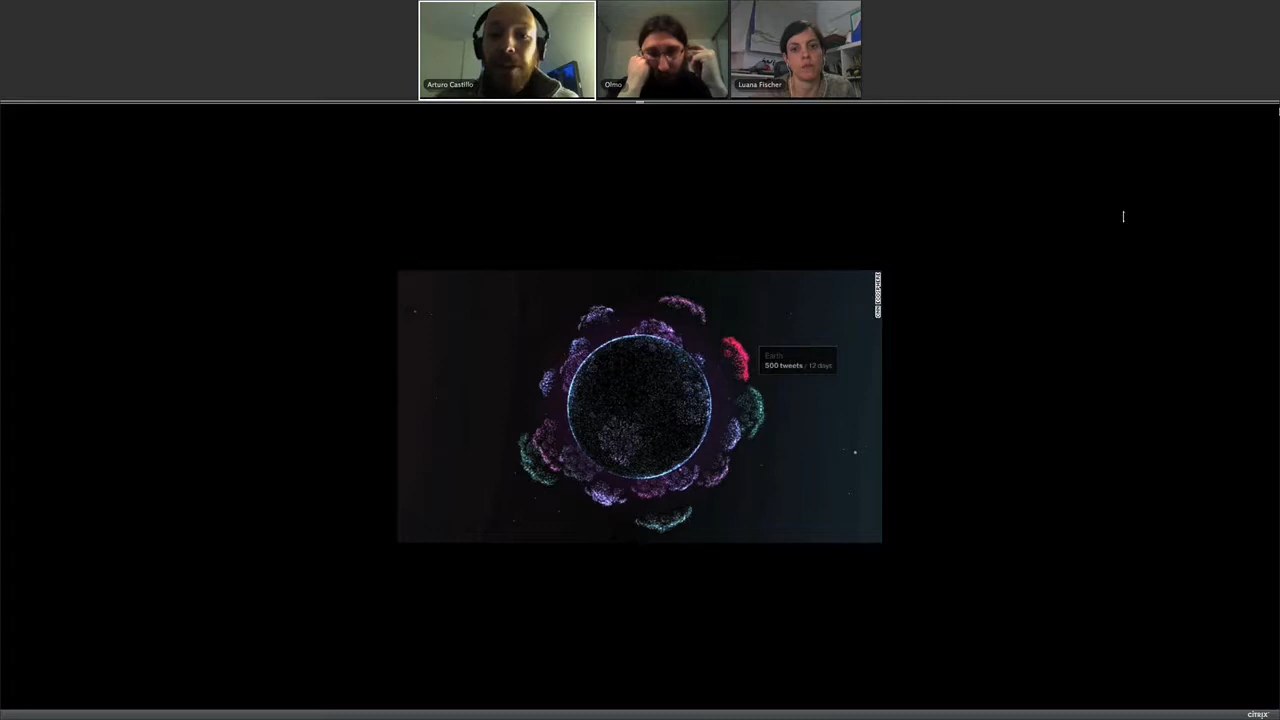 Arturo Castillo
Olmo
Luana Fischer
CNN ECOSPHERE
Earth
500 tweets / 12 days
CITRIX